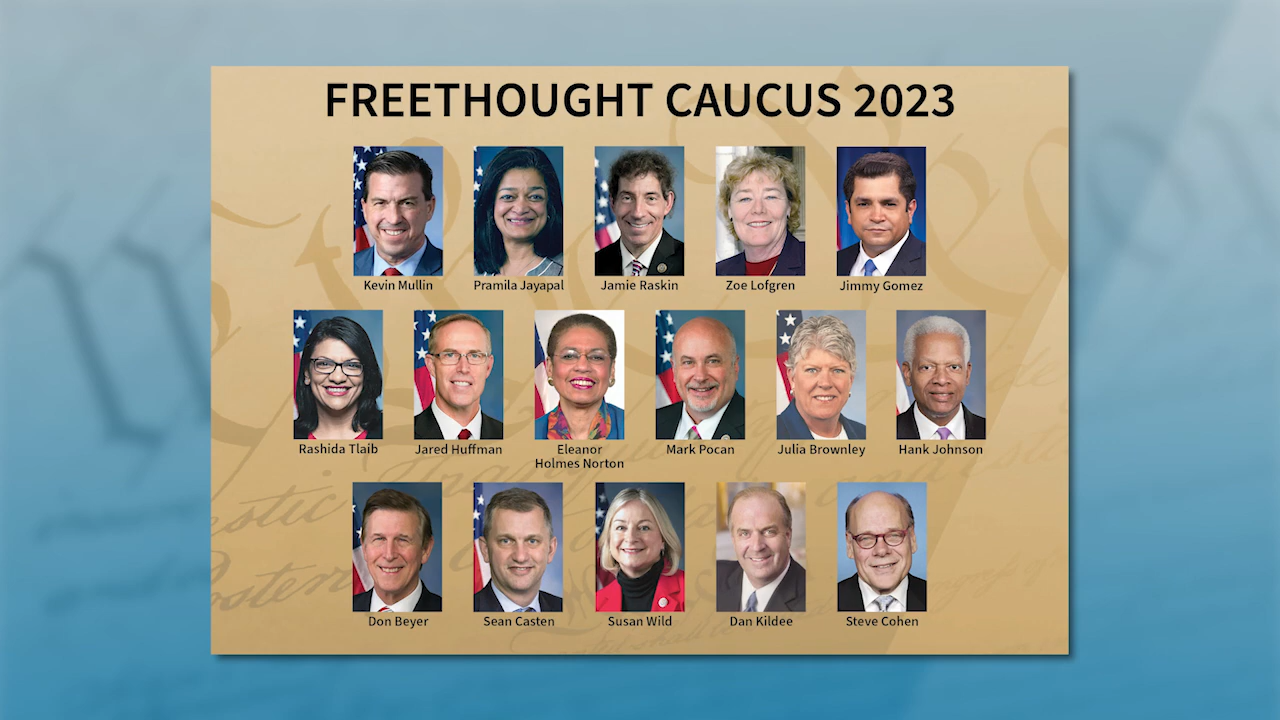 FREETHOUGHT CAUCUS 2023
Kevin Mullin
Pramila Jayapal
Jamie Raskin
Zoe Lofgren
Jimmy Gomez
Rashida Tlaib
Jared Huffman
Eleanor
Holmes Norton
Mark Pocan
Julia Brownley
Hank Johnson
Don Beyer
Sean Casten
Susan Wild
Dan Kildee
Steve Cohen